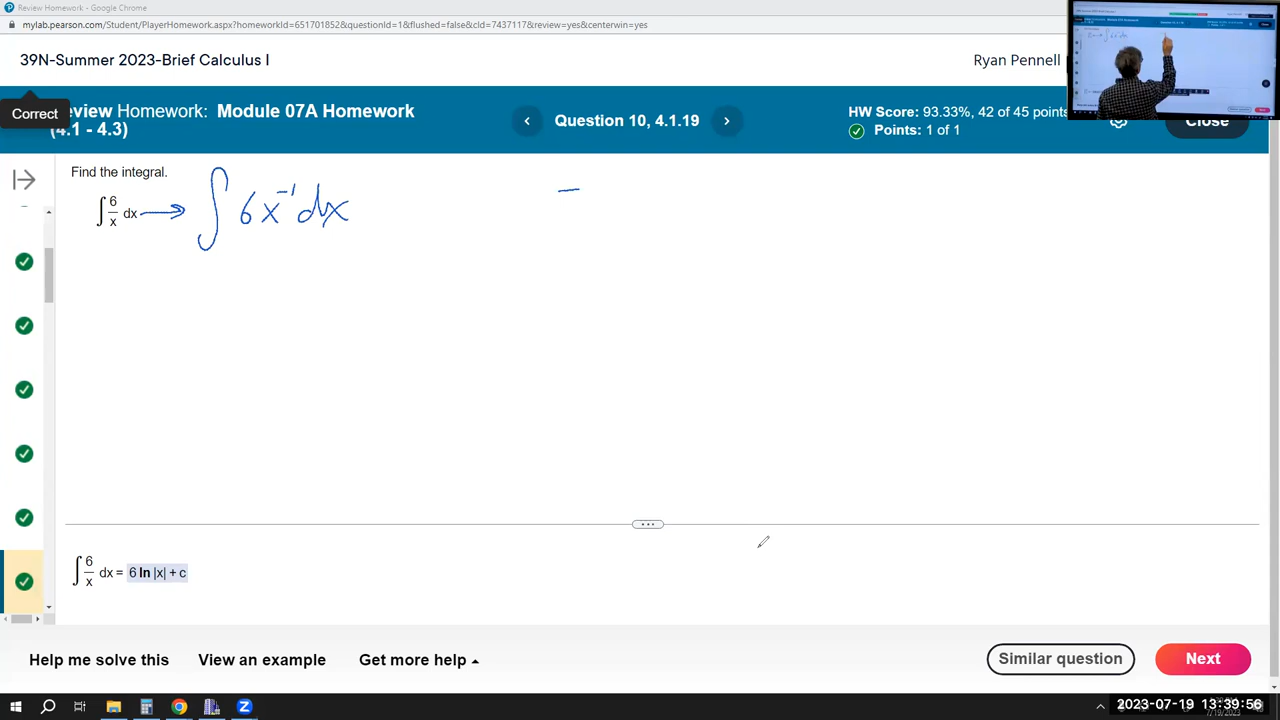 Review Homework - Google Chrome
mylab.pearson.com/Student/PlayerHomework.aspx?homeworkId=651701852&questionId=10&flushed=false&cId=7437117&review=yes&centerwin=yes
39N-Summer 2023-Brief Calculus I
Ryan Pennell
Correct
eview Homework: Module 07A Homework
(4.1 - 4.3)
Question 10, 4.1.19
HW Score: 93.33%, 42 of 45 points
Points: 1 of 1
Close
Find the integral.
∫ 6/x dx → ∫ 6x⁻¹ dx
∫ 6/x dx = 6 ln |x| + c
Help me solve this
View an example
Get more help
Similar question
Next
2023-07-19 13:39:56